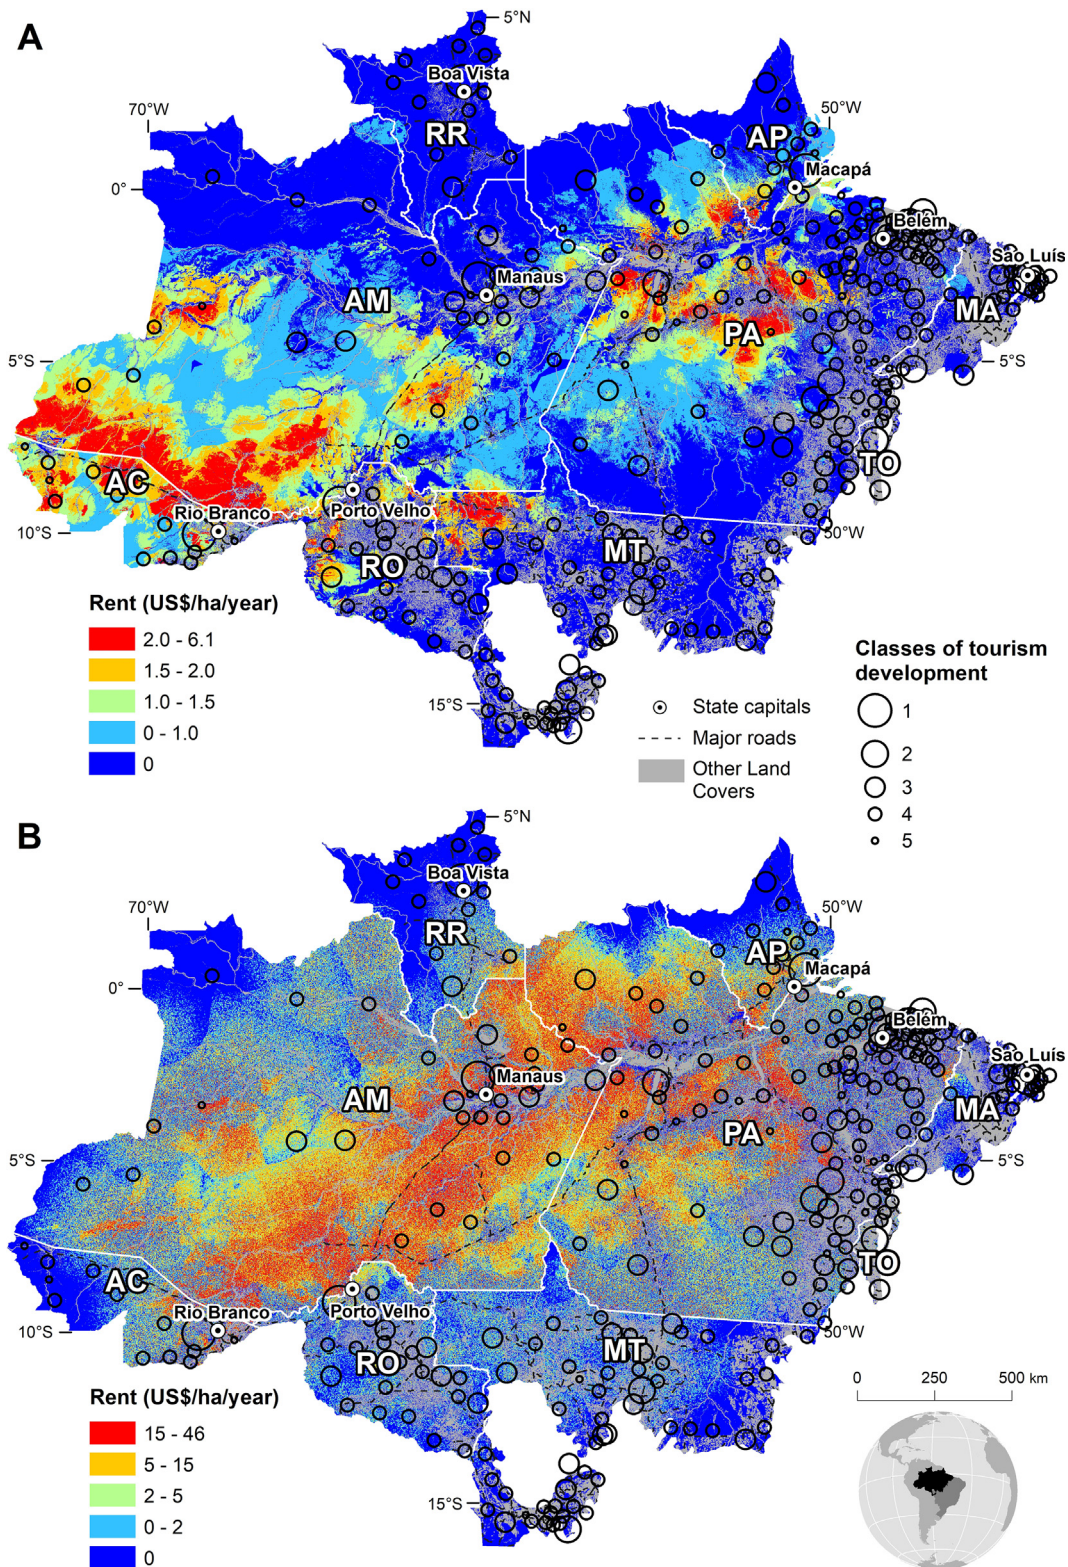 A
5°N
70°W
Boa Vista
50°W
RR
AP
0°
Macapá
Belém
São Luís
Manaus
AM
MA
PA
5°S
5°S
TO
AC
Rio Branco
Porto Velho
10°S
50°W
MT
RO
Rent (US$/ha/year)
2.0 - 6.1
1.5 - 2.0
1.0 - 1.5
0 - 1.0
0
15°S
State capitals
Major roads
Other Land
Covers
Classes of tourism
development
1
2
3
4
5
B
5°N
70°W
Boa Vista
50°W
RR
AP
0°
Macapá
Belém
São Luís
Manaus
AM
MA
PA
5°S
5°S
TO
AC
Rio Branco
Porto Velho
10°S
50°W
MT
RO
Rent (US$/ha/year)
15 - 46
5 - 15
2 - 5
0 - 2
0
15°S
0 250 500 km